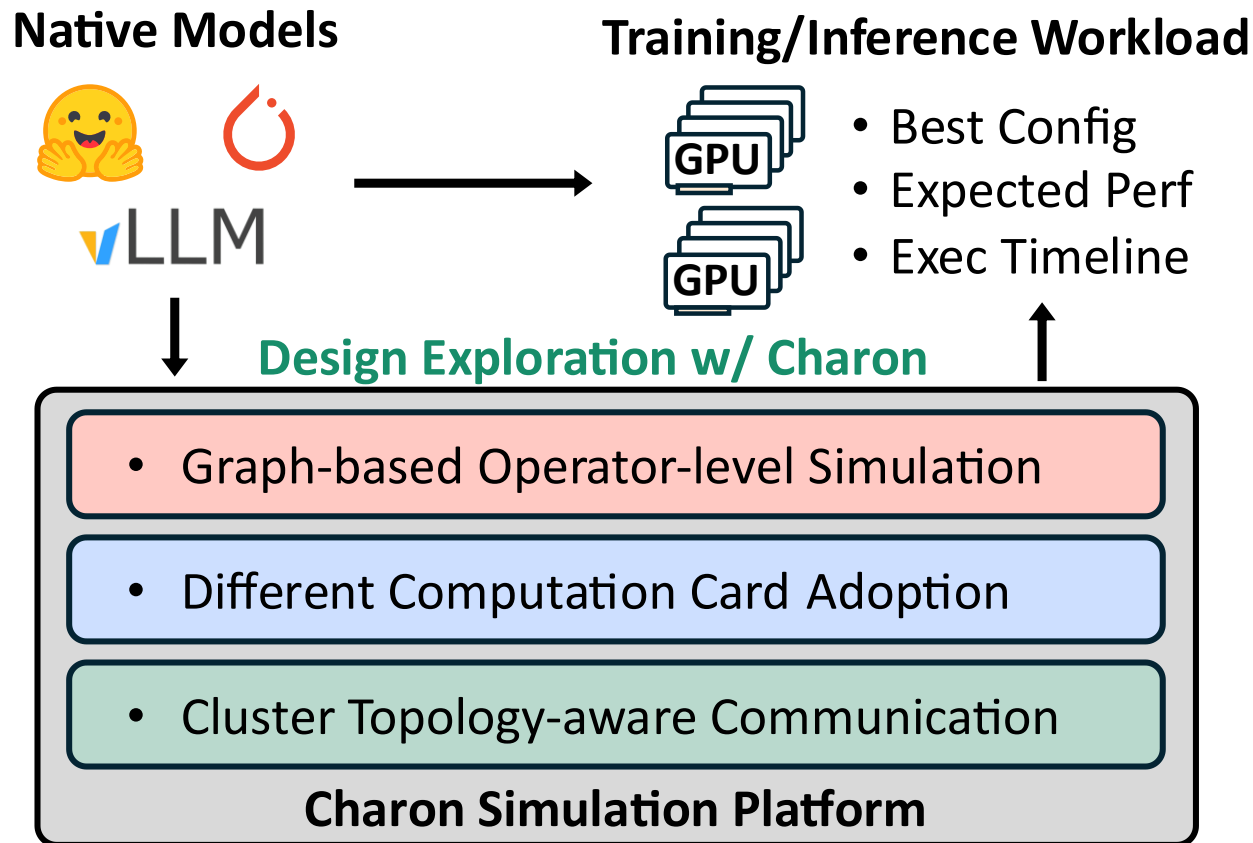 Native Models
Training/Inference Workload
vLLM
GPU
GPU
• Best Config
• Expected Perf
• Exec Timeline
Design Exploration w/ Charon
• Graph-based Operator-level Simulation
• Different Computation Card Adoption
• Cluster Topology-aware Communication
Charon Simulation Platform